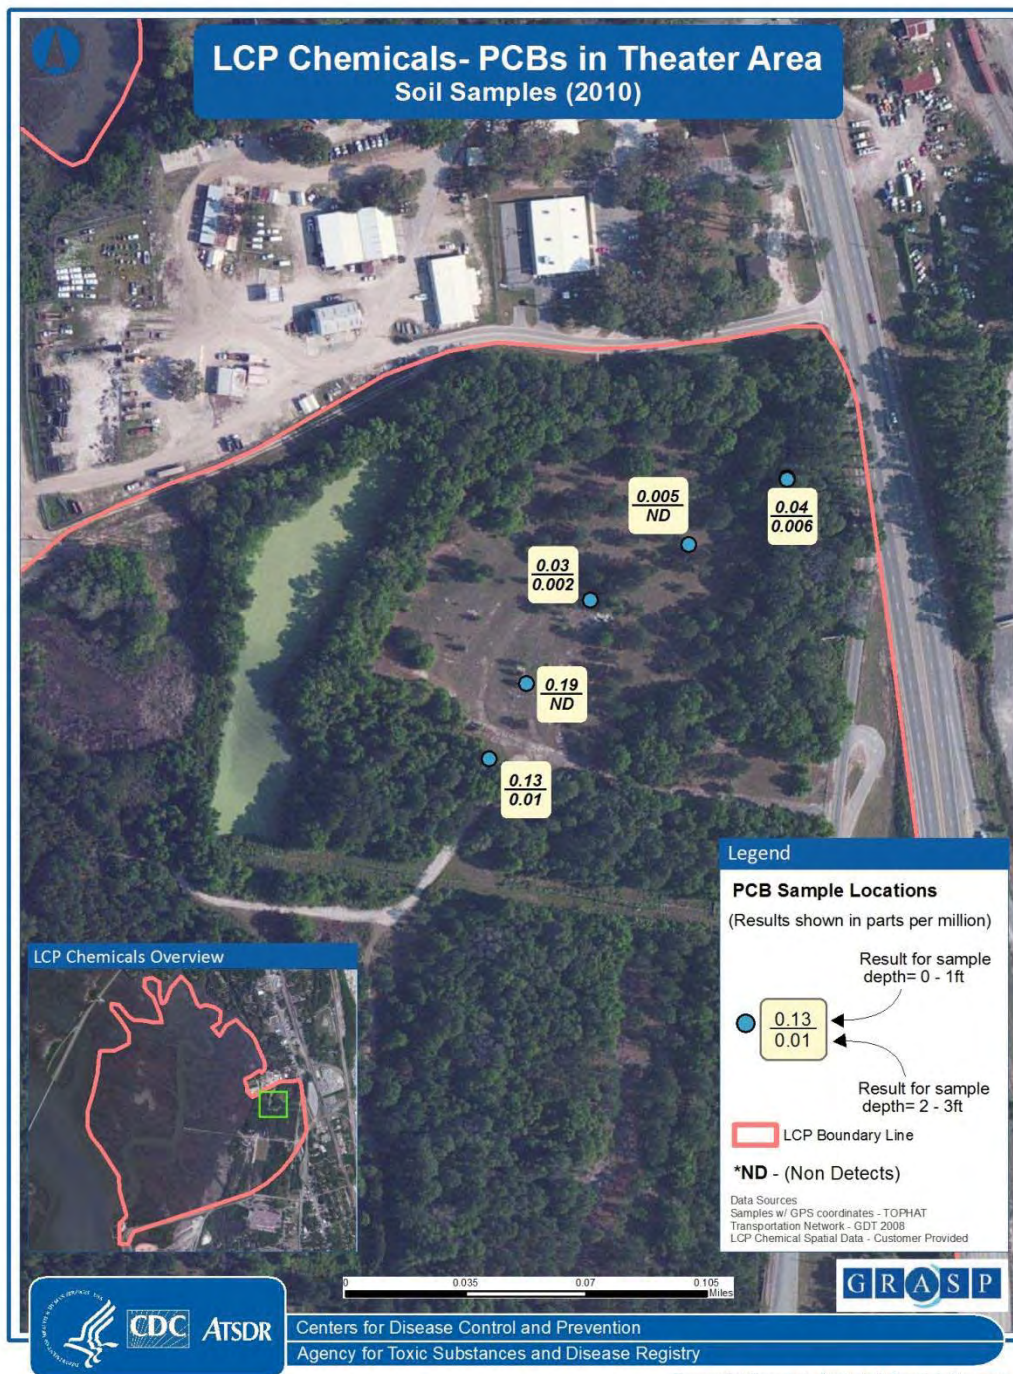 LCP Chemicals- PCBs in Theater Area
Soil Samples (2010)
0.005
ND
0.04
0.006
0.03
0.002
0.19
ND
0.13
0.01
Legend
PCB Sample Locations
(Results shown in parts per million)
Result for sample
depth= 0 - 1ft
0.13
0.01
Result for sample
depth= 2 - 3ft
LCP Boundary Line
*ND - (Non Detects)
Data Sources
Samples w/ GPS coordinates - TOPHAT
Transportation Network - GDT 2008
LCP Chemical Spatial Data - Customer Provided
LCP Chemicals Overview
0 0.035 0.07 0.105
Miles
GRASP
CDC ATSDR
Centers for Disease Control and Prevention
Agency for Toxic Substances and Disease Registry